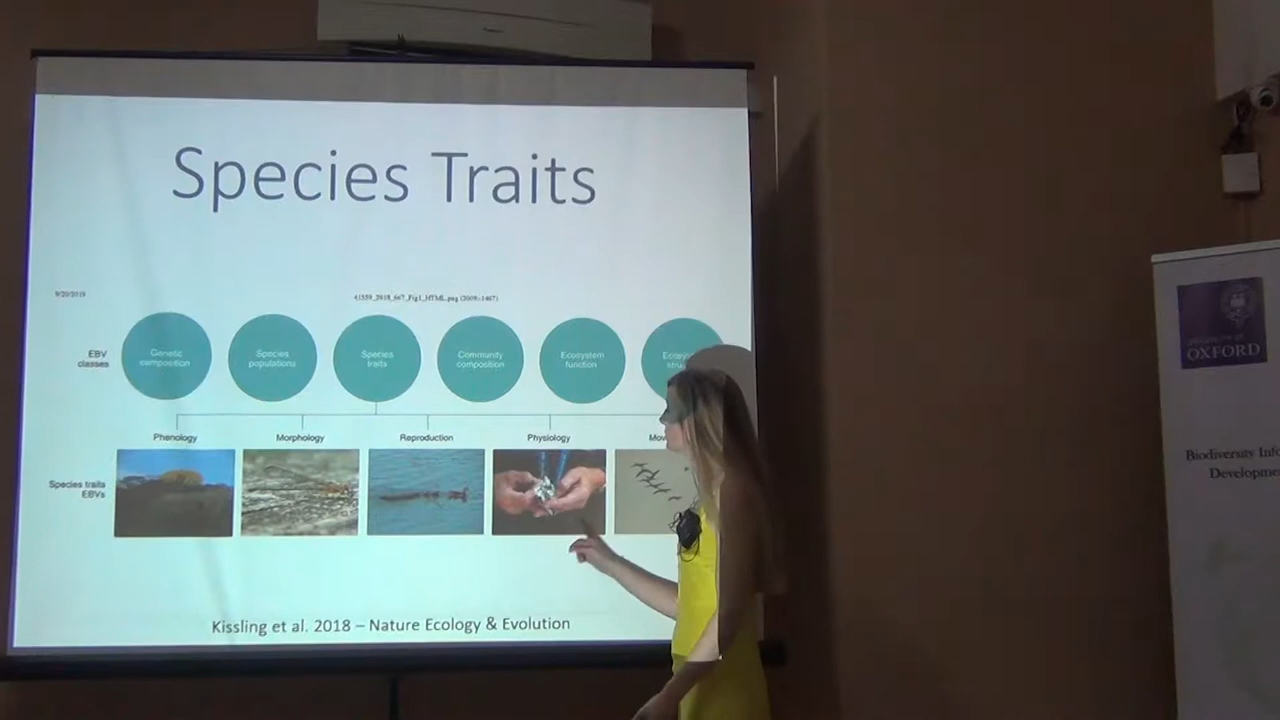 Species Traits
9/20/2019
41559_2018_667_Fig1_HTML.png (2009×1467)
EBV
classes
Genetic
composition
Species
populations
Species
traits
Community
composition
Ecosystem
function
Phenology
Morphology
Reproduction
Physiology
Species traits
EBVs
Kissling et al. 2018 – Nature Ecology & Evolution
UNIVERSITY OF
OXFORD
Biodiversity Info
Developme